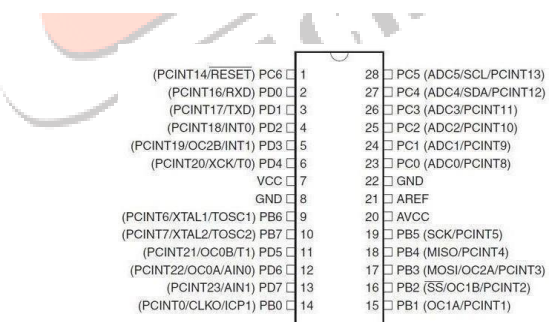 (PCINT14/RESET) PC6 1 28 PC5 (ADC5/SCL/PCINT13)
(PCINT16/RXD) PD0 2 27 PC4 (ADC4/SDA/PCINT12)
(PCINT17/TXD) PD1 3 26 PC3 (ADC3/PCINT11)
(PCINT18/INT0) PD2 4 25 PC2 (ADC2/PCINT10)
(PCINT19/OC2B/INT1) PD3 5 24 PC1 (ADC1/PCINT9)
(PCINT20/XCK/T0) PD4 6 23 PC0 (ADC0/PCINT8)
VCC 7 22 GND
GND 8 21 AREF
(PCINT6/XTAL1/TOSC1) PB6 9 20 AVCC
(PCINT7/XTAL2/TOSC2) PB7 10 19 PB5 (SCK/PCINT5)
(PCINT21/OC0B/T1) PD5 11 18 PB4 (MISO/PCINT4)
(PCINT22/OC0A/AIN0) PD6 12 17 PB3 (MOSI/OC2A/PCINT3)
(PCINT23/AIN1) PD7 13 16 PB2 (SS/OC1B/PCINT2)
(PCINT0/CLKO/ICP1) PB0 14 15 PB1 (OC1A/PCINT1)